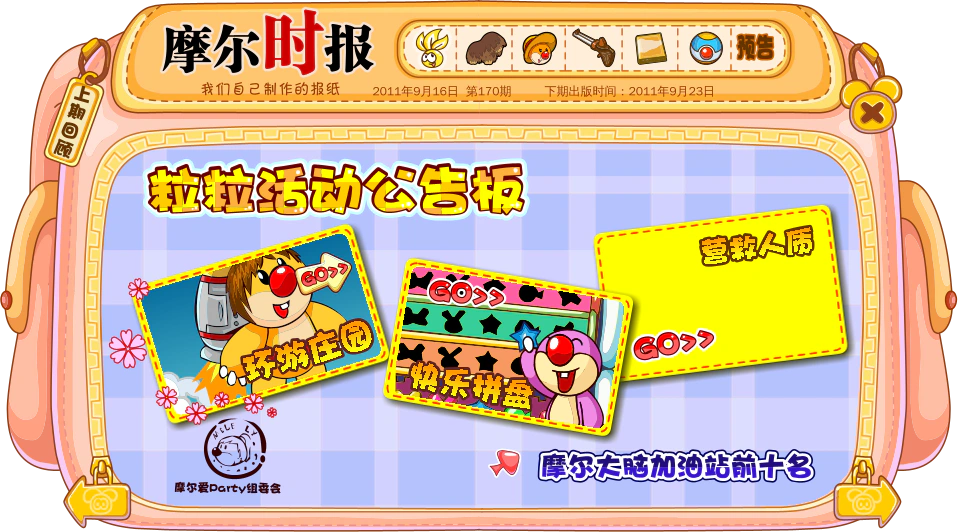 摩尔时报
预告
我们自己制作的报纸
2011年9月16日 第170期
下期出版时间：2011年9月23日
上期回顾
粒粒活动公告板
GO>>
环游庄园
GO>>
快乐拼盘
营救人质
GO>>
MOLE LY
摩尔爱Party组委会
摩尔大脑加油站前十名